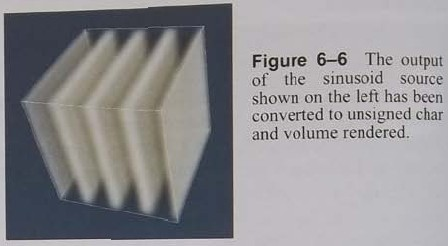 Figure 6–6 The output
of the sinusoid source
shown on the left has been
converted to unsigned char
and volume rendered.